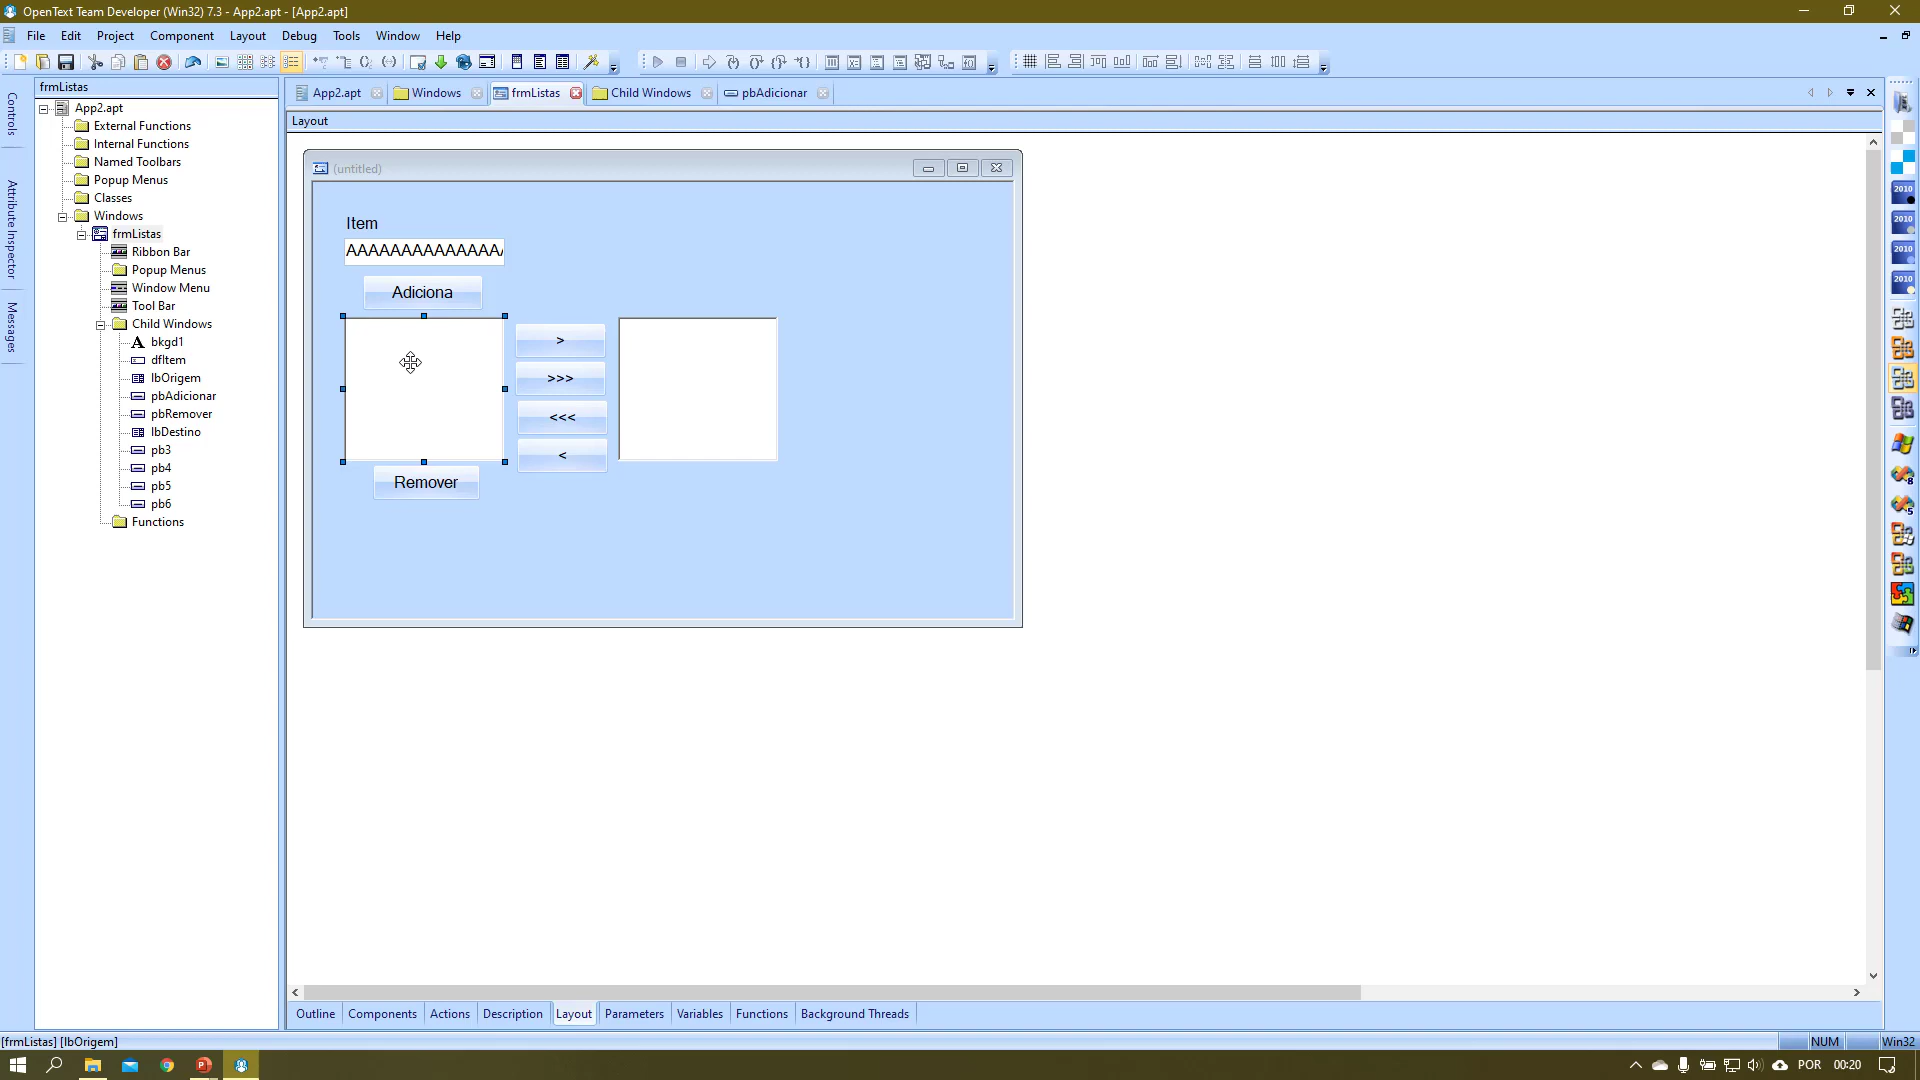 OpenText Team Developer (Win32) 7.3 - App2.apt - [App2.apt]
File Edit Project Component Layout Debug Tools Window Help
frmListas
App2.apt Windows frmListas Child Windows pbAdicionar
Layout
Controls
Attribute Inspector
Messages
App2.apt
External Functions
Internal Functions
Named Toolbars
Popup Menus
Classes
Windows
frmListas
Ribbon Bar
Popup Menus
Window Menu
Tool Bar
Child Windows
bkgd1
dfItem
lbOrigem
pbAdicionar
pbRemover
lbDestino
pb3
pb4
pb5
pb6
Functions
(untitled)
Item
AAAAAAAAAAAAAA
Adiciona
>
>>>
<<<
<
Remover
2010
2010
2010
2010
Outline Components Actions Description Layout Parameters Variables Functions Background Threads
[frmListas] [lbOrigem]
NUM Win32
POR 00:20